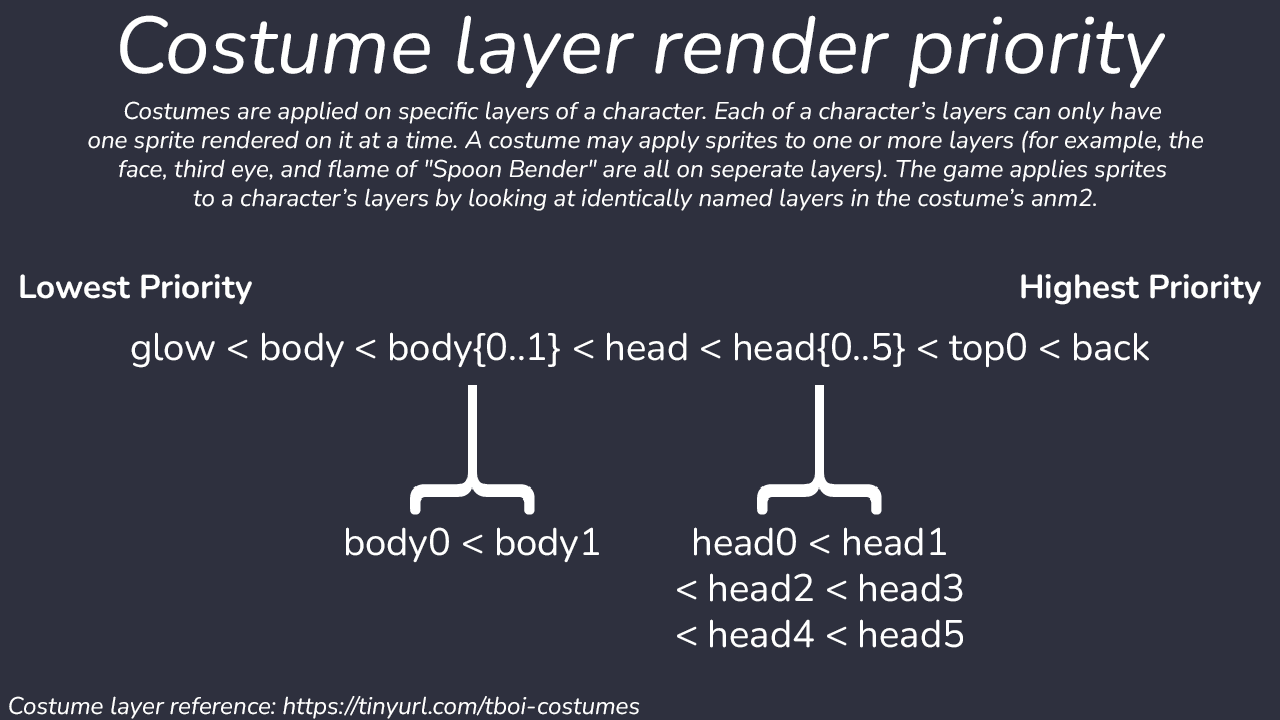 Costume layer render priority
Costumes are applied on specific layers of a character. Each of a character’s layers can only have
one sprite rendered on it at a time. A costume may apply sprites to one or more layers (for example, the
face, third eye, and flame of "Spoon Bender" are all on seperate layers). The game applies sprites
to a character’s layers by looking at identically named layers in the costume’s anm2.
Lowest Priority
Highest Priority
glow < body < body{0..1} < head < head{0..5} < top0 < back
body0 < body1
head0 < head1
< head2 < head3
< head4 < head5
Costume layer reference: https://tinyurl.com/tboi-costumes